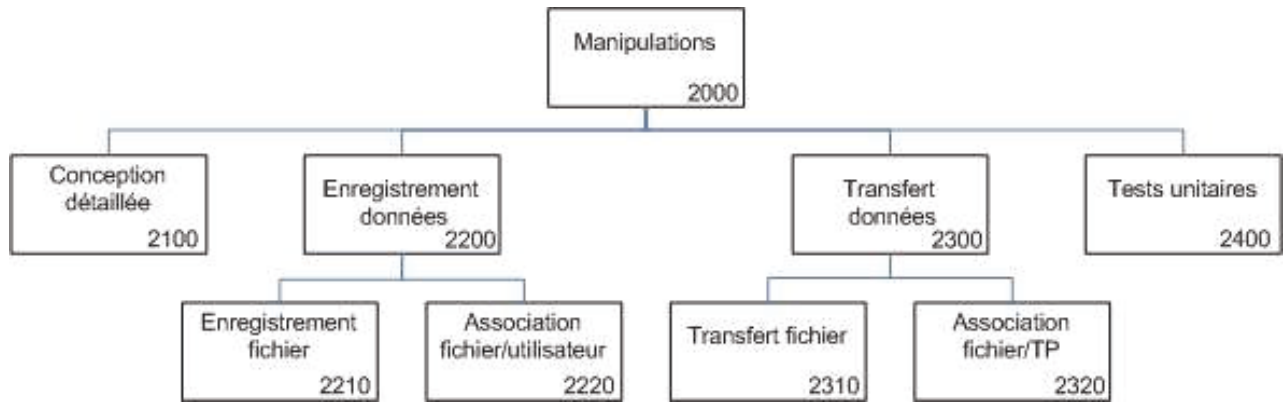 Manipulations
2000
Conception
détaillée
2100
Enregistrement
données
2200
Transfert
données
2300
Tests unitaires
2400
Enregistrement
fichier
2210
Association
fichier/utilisateur
2220
Transfert fichier
2310
Association
fichier/TP
2320